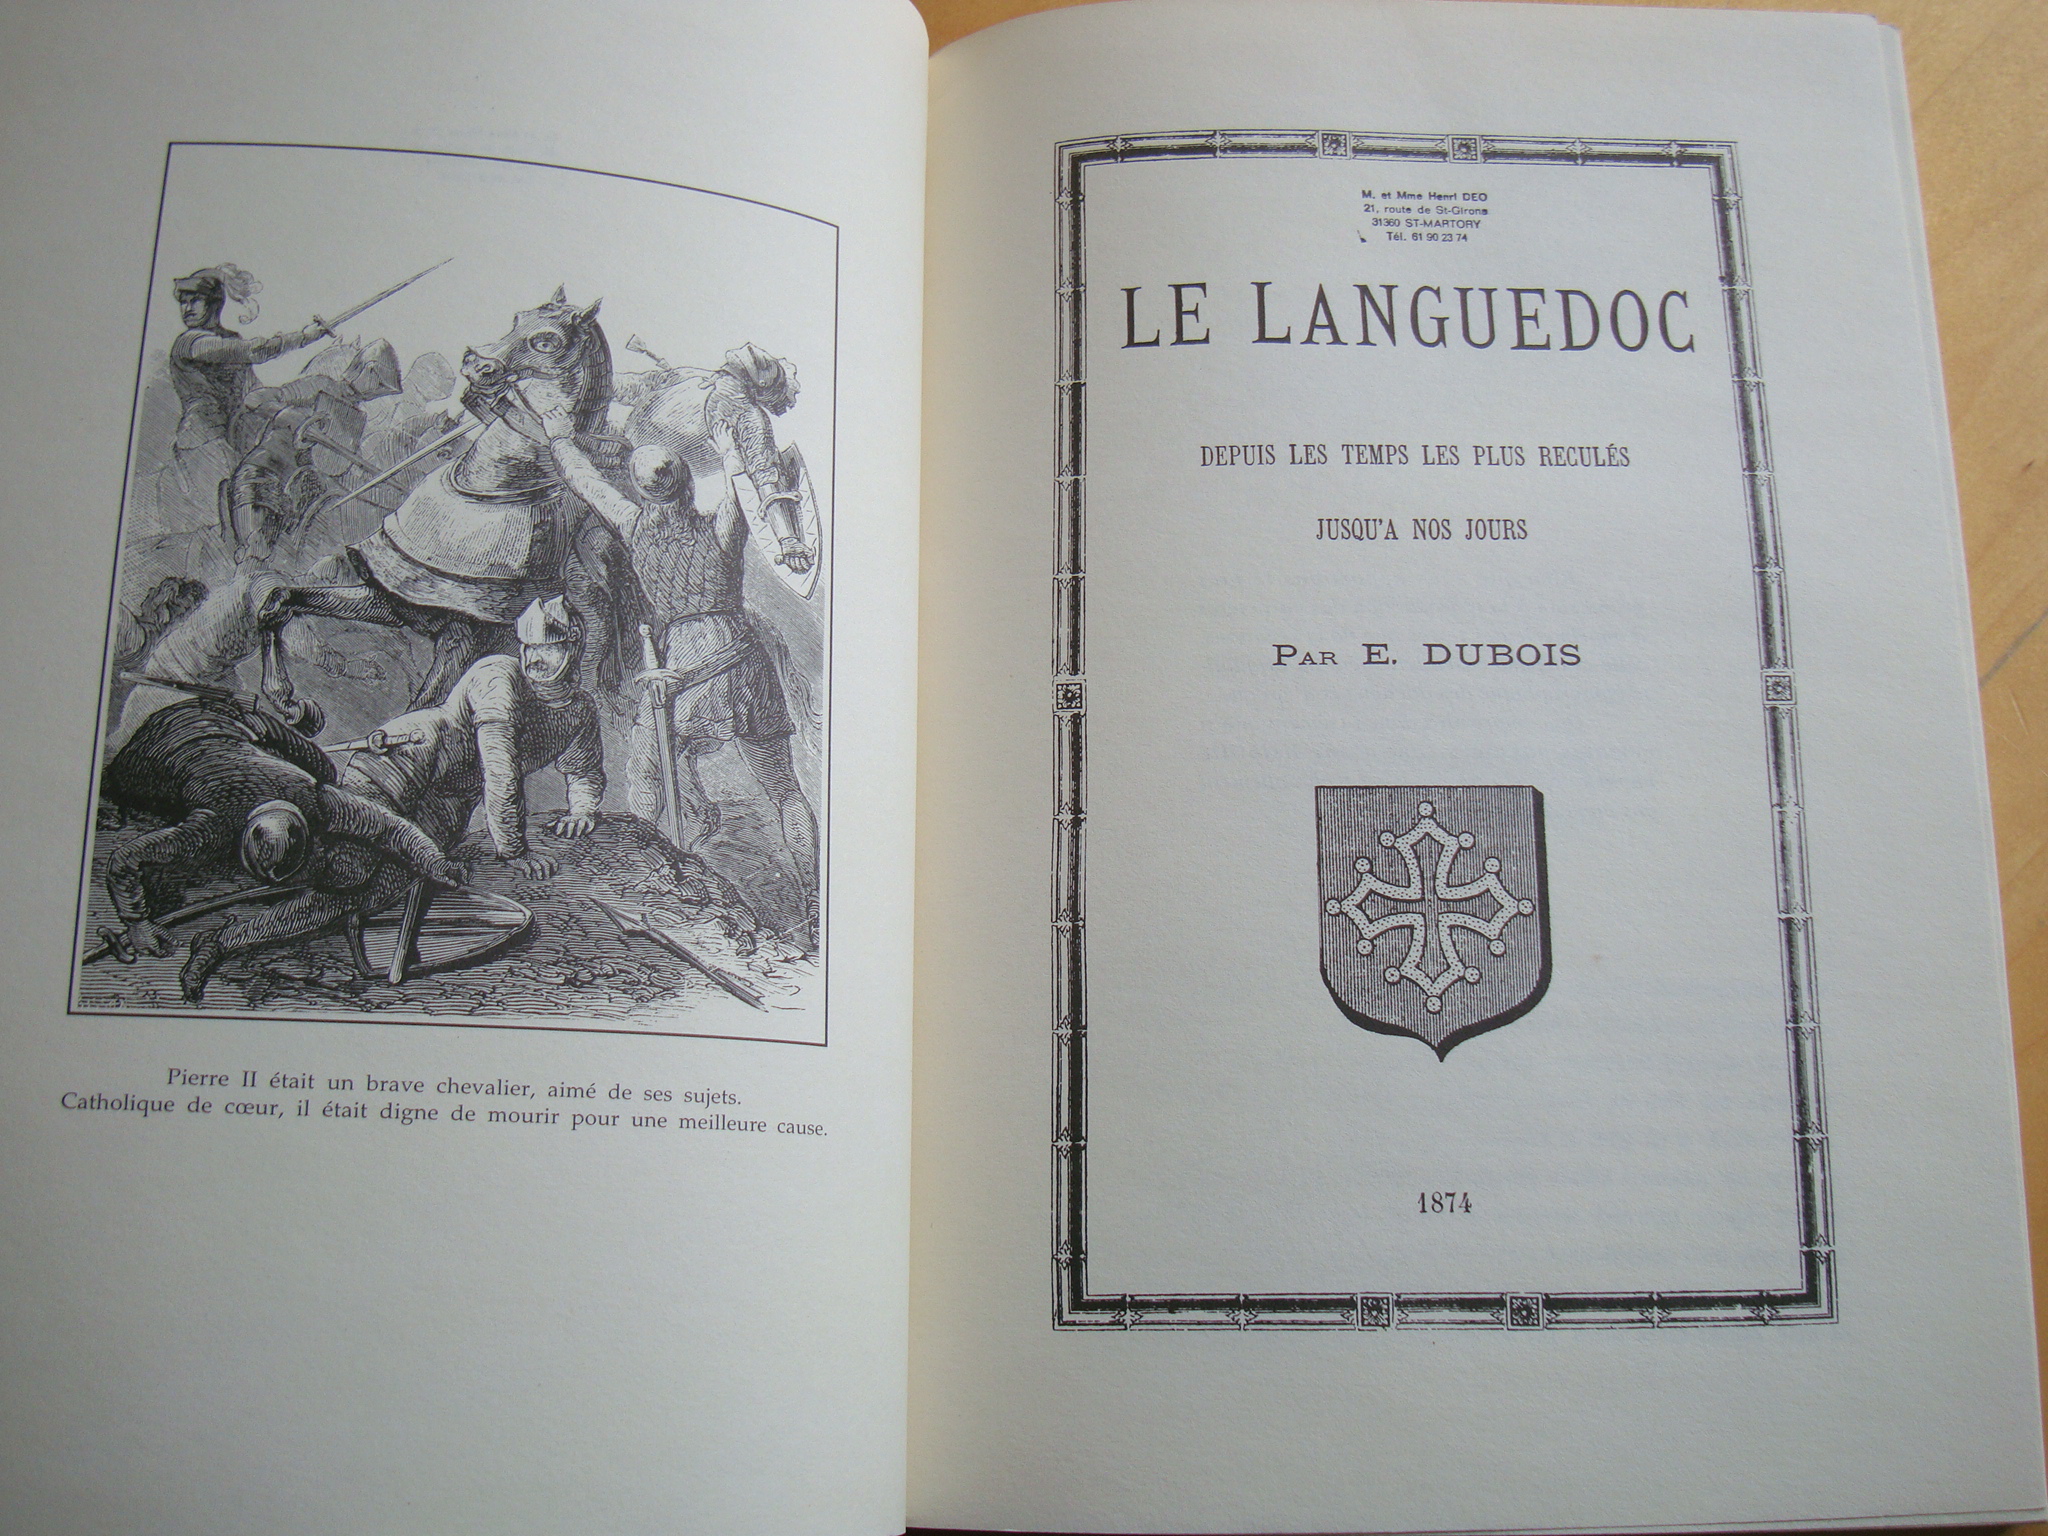 Pierre II était un brave chevalier, aimé de ses sujets.
Catholique de cœur, il était digne de mourir pour une meilleure cause.
M. et Mme Henri DEO
21, route de St-Girons
31360 ST-MARTORY
Tél. 61 90 23 74
LE LANGUEDOC
DEPUIS LES TEMPS LES PLUS RECULÉS
JUSQU'A NOS JOURS
PAR E. DUBOIS
1874